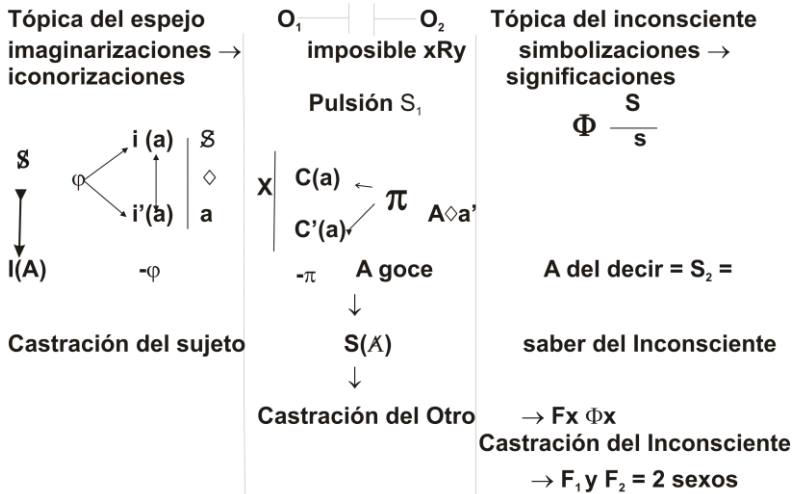 Tópica del espejo
imaginarizaciones →
iconorizaciones
$
φ
i (a)
$
◊
i’(a)
a
I(A)
-φ
Castración del sujeto
O₁ O₂
imposible xRy
Pulsión S₁
X
C(a) ←
π
C’(a)
A◊a’
-π A goce
↓
S(Ⱥ)
↓
Castración del Otro
Tópica del inconsciente
simbolizaciones →
significaciones
Φ
S
s
A del decir = S₂ =
saber del Inconsciente
→ Fx Φx
Castración del Inconsciente
→ F₁ y F₂ = 2 sexos